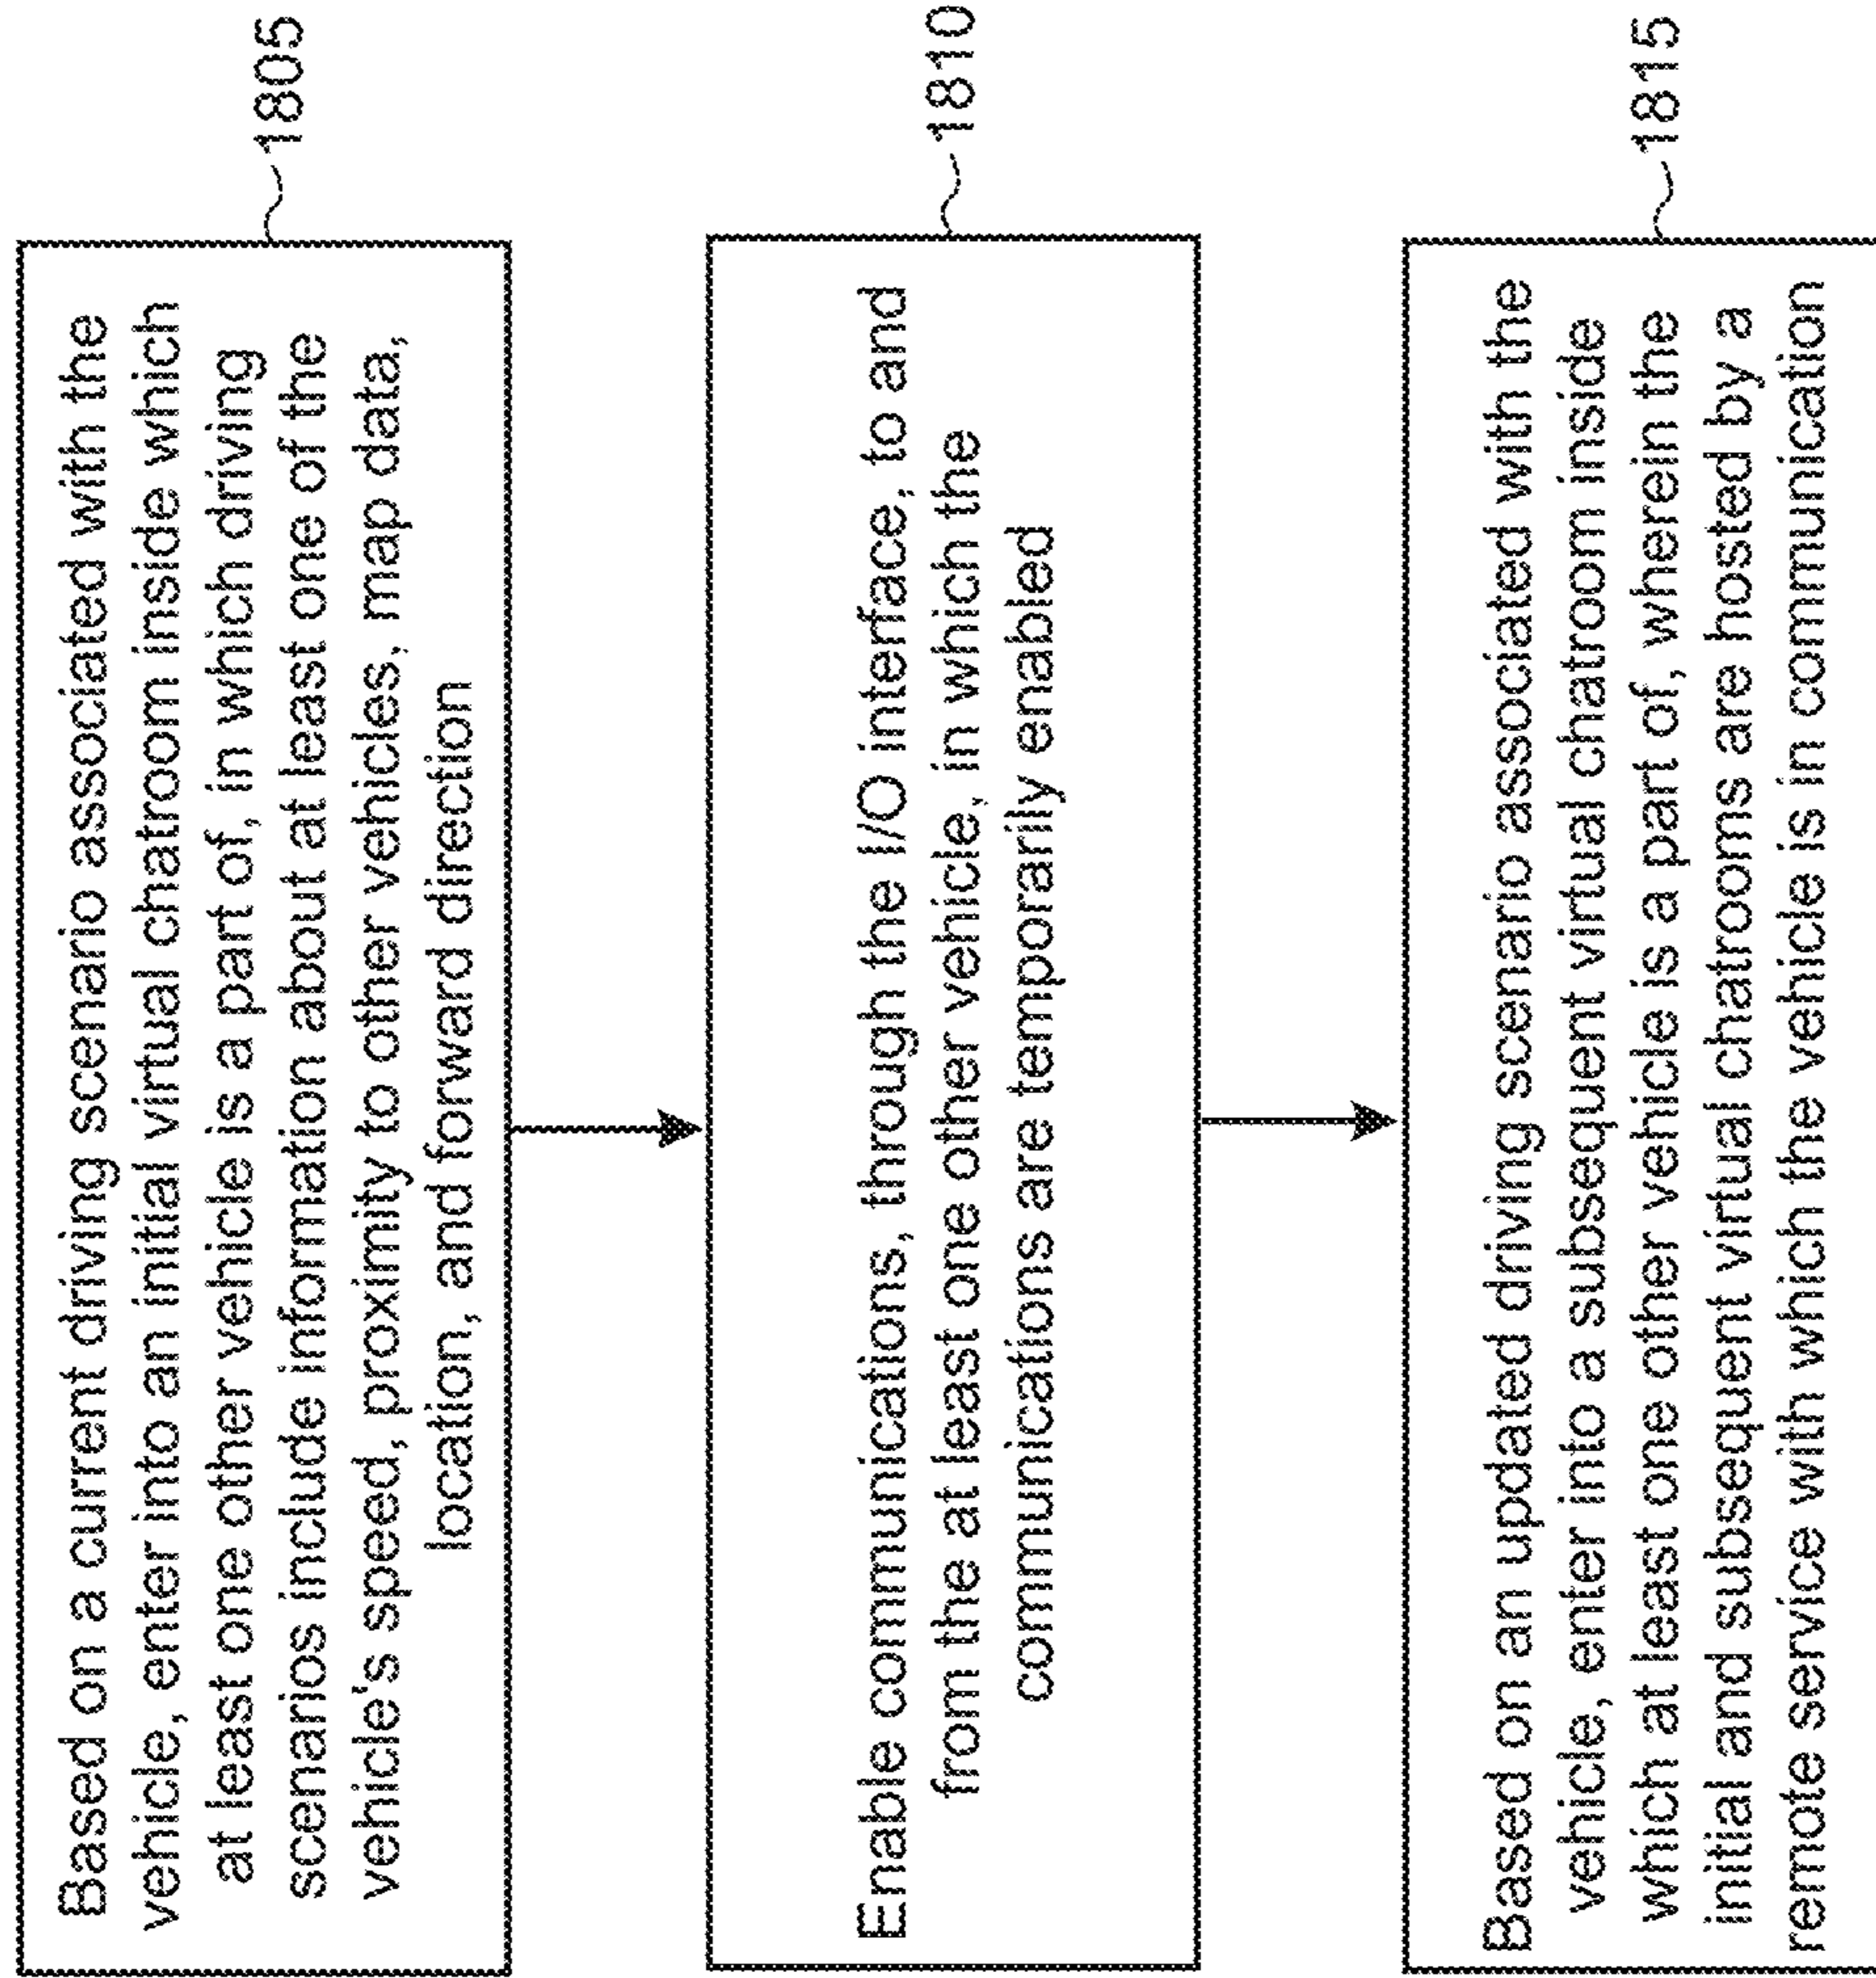 Based on a current driving scenario associated with the
vehicle, enter into an initial virtual chatroom inside which
at least one other vehicle is a part of, in which driving
scenarios include information about at least one of the
vehicle's speed, proximity to other vehicles, map data,
location, and forward direction
1805
Enable communications, through the I/O interface, to and
from the at least one other vehicle, in which the
communications are temporarily enabled
1810
Based on an updated driving scenario associated with the
vehicle, enter into a subsequent virtual chatroom inside
which at least one other vehicle is a part of, wherein the
initial and subsequent virtual chatrooms are hosted by a
remote service with which the vehicle is in communication
1815